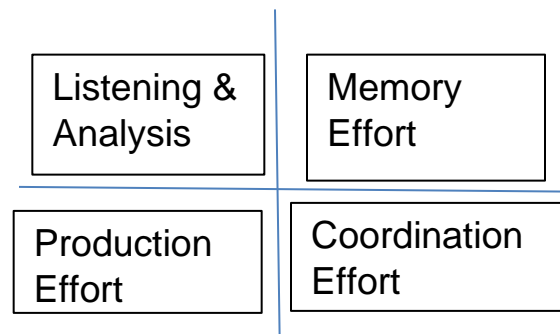 Listening &
Analysis
Memory
Effort
Production
Effort
Coordination
Effort